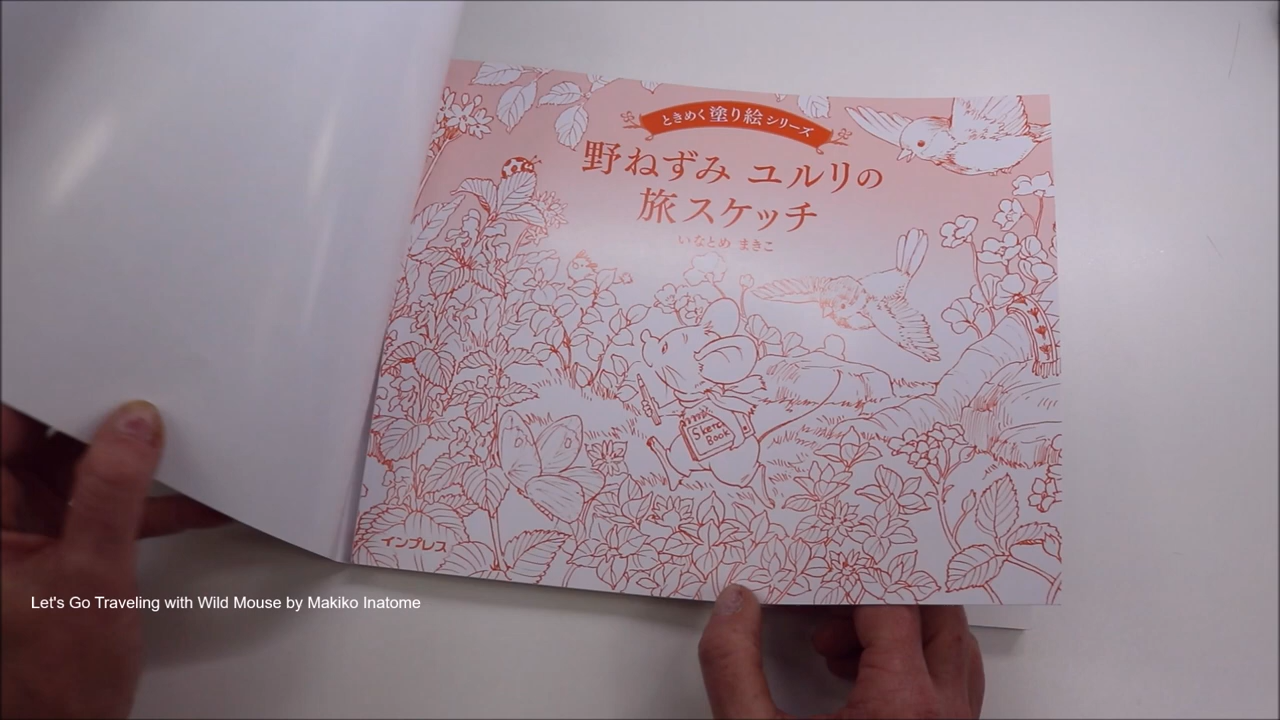 ときめく塗り絵シリーズ
野ねずみ ユルリの
旅スケッチ
いなとめ まきこ
Sketch
Book
インプレス
Let's Go Traveling with Wild Mouse by Makiko Inatome